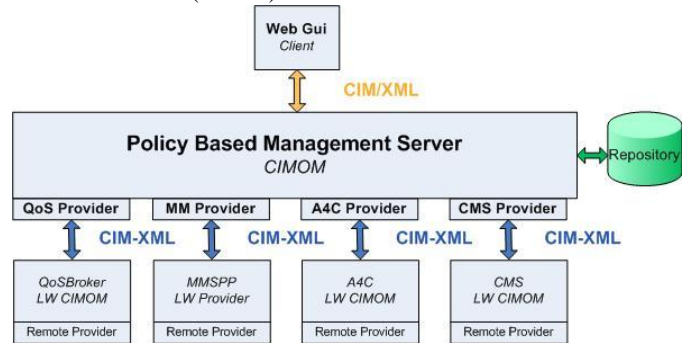 Web Gui
Client
CIM/XML
Policy Based Management Server
CIMOM
Repository
QoS Provider MM Provider A4C Provider CMS Provider
CIM-XML CIM-XML CIM-XML CIM-XML
QoSBroker MMSPP A4C CMS
LW CIMOM LW Provider LW CIMOM LW CIMOM
Remote Provider Remote Provider Remote Provider Remote Provider